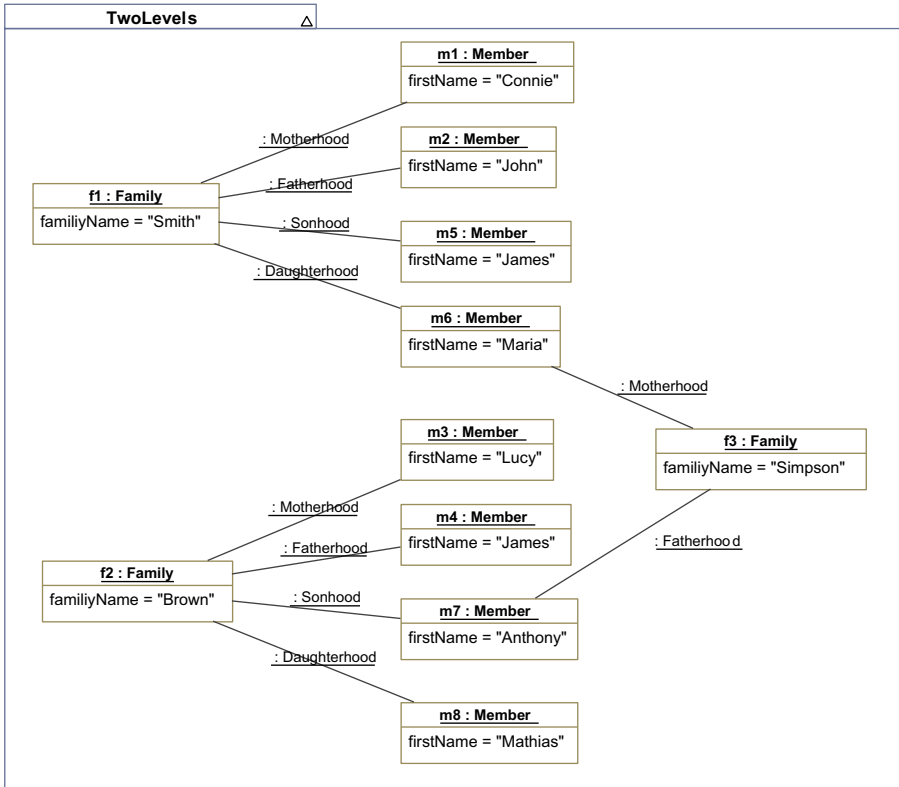 TwoLevels
m1 : Member
firstName = "Connie"
: Motherhood
m2 : Member
firstName = "John"
: Fatherhood
f1 : Family
familiyName = "Smith"
: Sonhood
m5 : Member
firstName = "James"
: Daughterhood
m6 : Member
firstName = "Maria"
: Motherhood
m3 : Member
firstName = "Lucy"
f3 : Family
familiyName = "Simpson"
: Motherhood
m4 : Member
firstName = "James"
: Fatherhood
: Fatherhood
f2 : Family
familiyName = "Brown"
: Sonhood
m7 : Member
firstName = "Anthony"
: Daughterhood
m8 : Member
firstName = "Mathias"